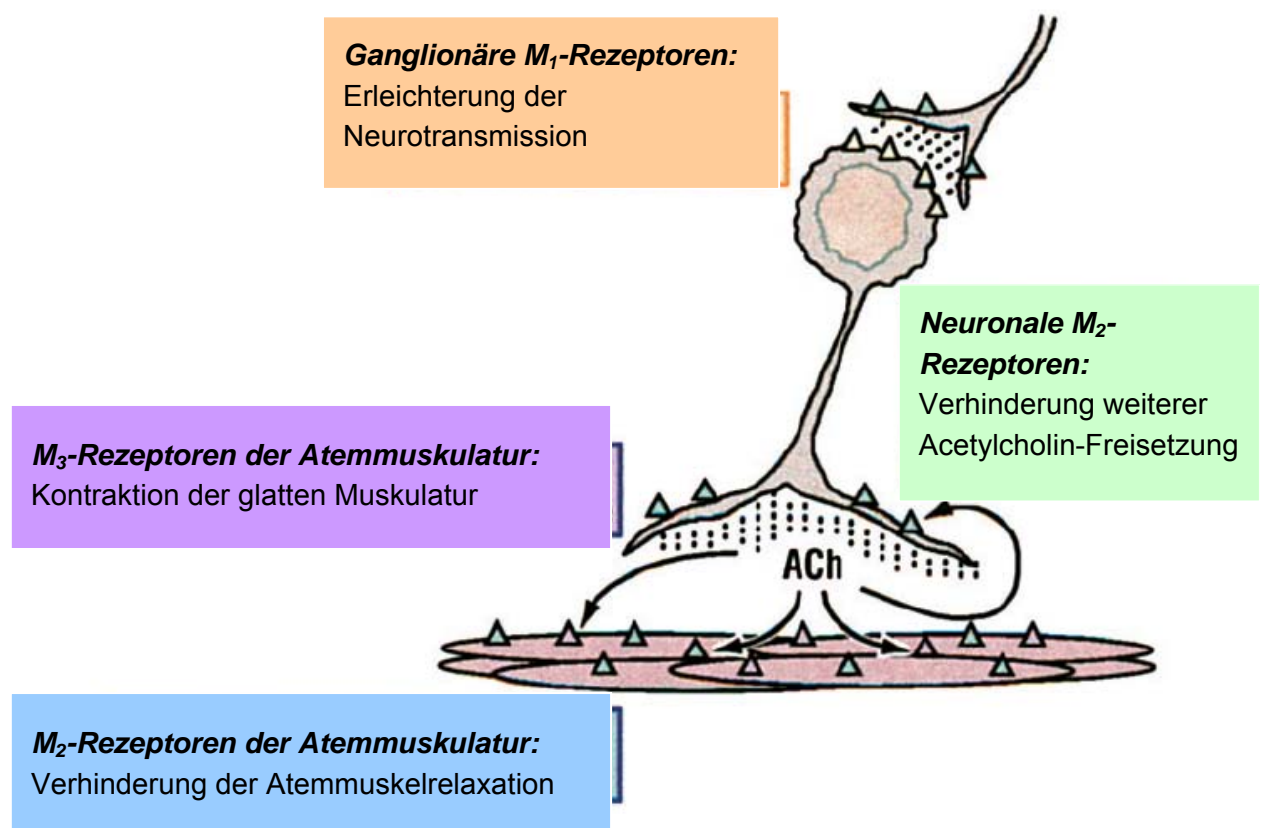 Ganglionäre M₁-Rezeptoren:
Erleichterung der
Neurotransmission
Neuronale M₂-
Rezeptoren:
Verhinderung weiterer
Acetylcholin-Freisetzung
M₃-Rezeptoren der Atemmuskulatur:
Kontraktion der glatten Muskulatur
ACh
M₂-Rezeptoren der Atemmuskulatur:
Verhinderung der Atemmuskelrelaxation